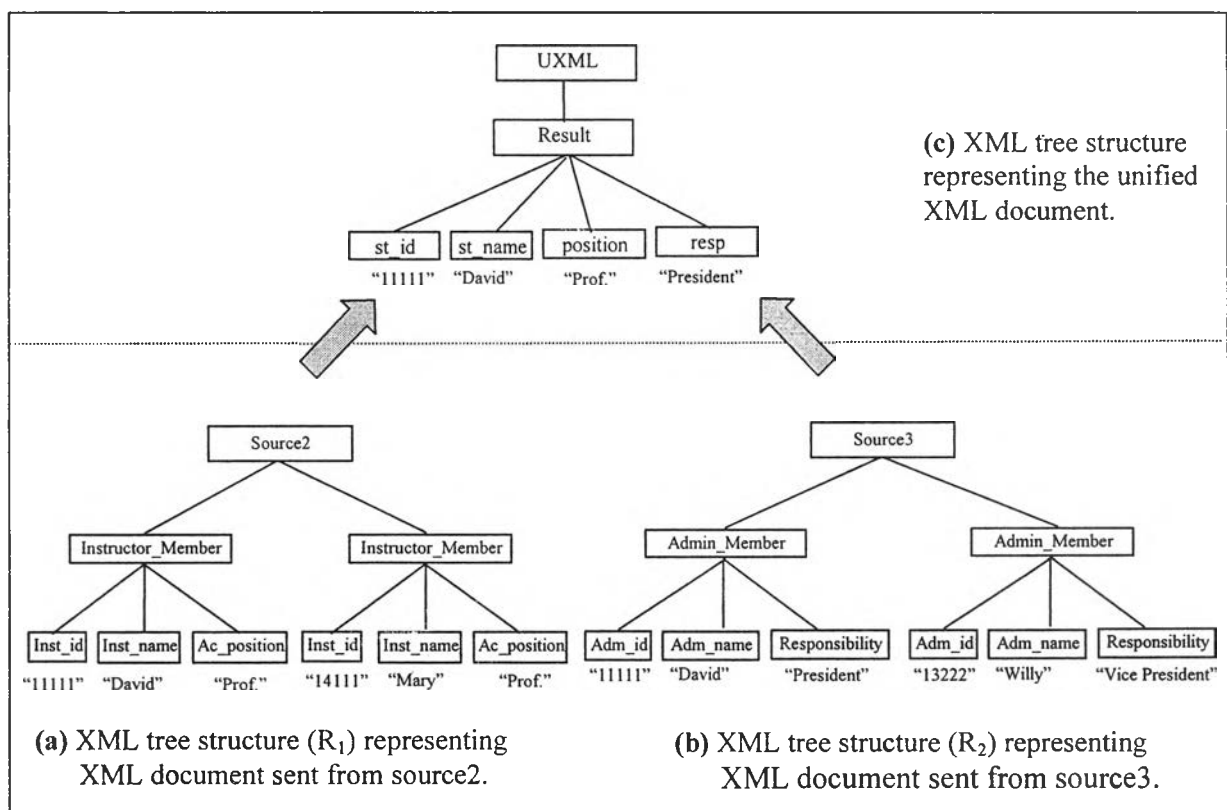 UXML
Result
(c) XML tree structure
representing the unified
XML document.
st_id st_name position resp
“11111” “David” “Prof.” “President”
Source2 Source3
Instructor_Member Instructor_Member Admin_Member Admin_Member
Inst_id Inst_name Ac_position Inst_id Inst_name Ac_position Adm_id Adm_name Responsibility Adm_id Adm_name Responsibility
“11111” “David” “Prof.” “14111” “Mary” “Prof.” “11111” “David” “President” “13222” “Willy” “Vice President”
(a) XML tree structure (R₁) representing
XML document sent from source2.
(b) XML tree structure (R₂) representing
XML document sent from source3.